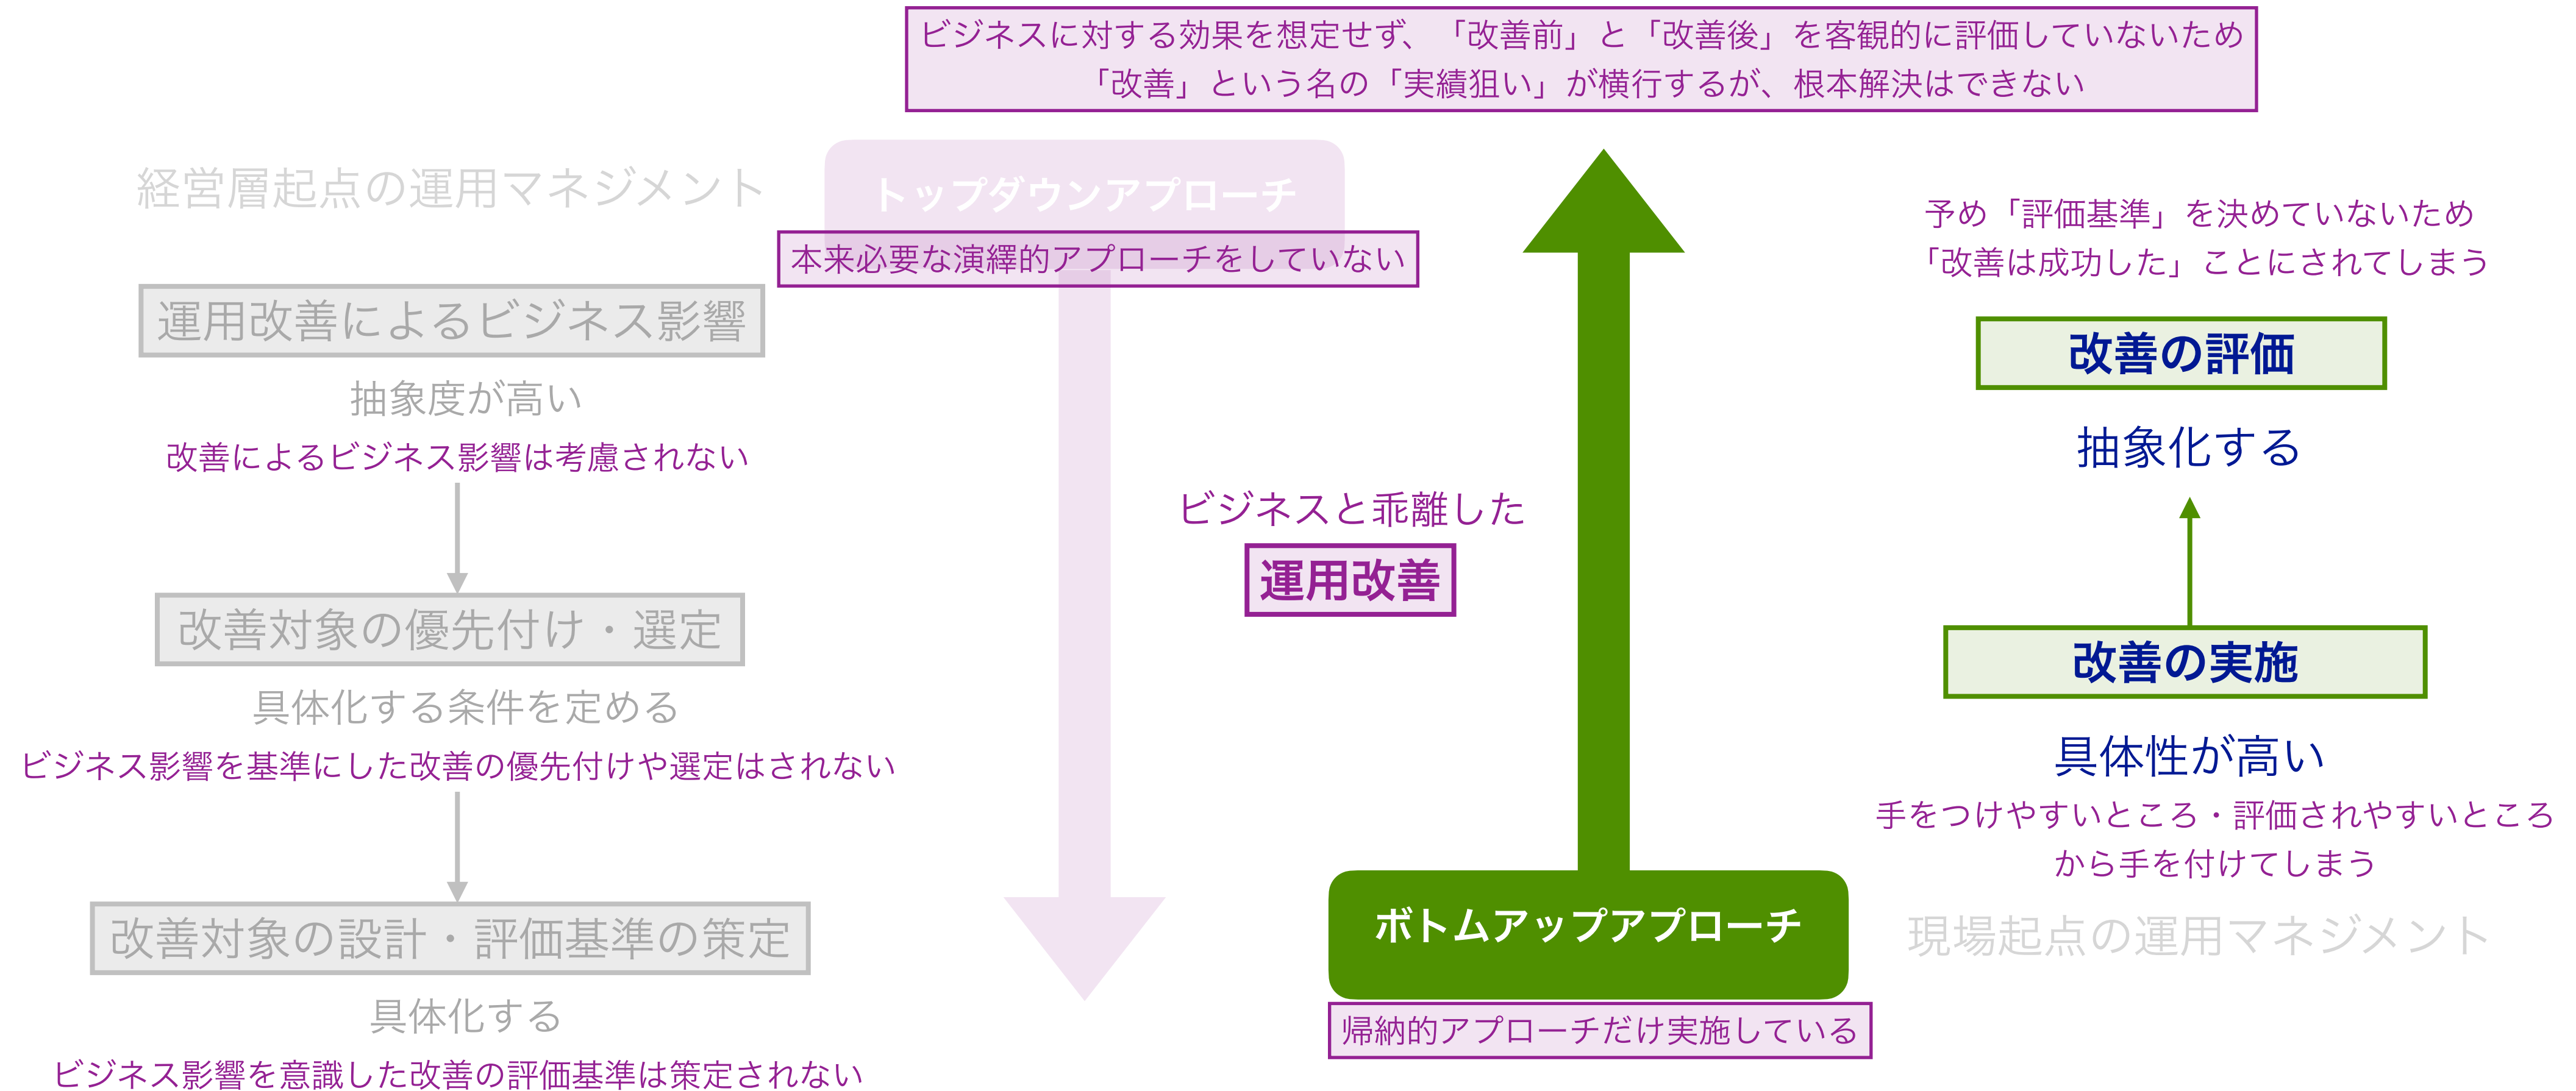 ビジネスに対する効果を想定せず、「改善前」と「改善後」を客観的に評価していないため
「改善」という名の「実績狙い」が横行するが、根本解決はできない
経営層起点の運用マネジメント
運用改善によるビジネス影響
抽象度が高い
改善によるビジネス影響は考慮されない
改善対象の優先付け・選定
具体化する条件を定める
ビジネス影響を基準にした改善の優先付けや選定はされない
改善対象の設計・評価基準の策定
具体化する
ビジネス影響を意識した改善の評価基準は策定されない
トップダウンアプローチ
本来必要な演繹的アプローチをしていない
ビジネスと乖離した
運用改善
ボトムアップアプローチ
帰納的アプローチだけ実施している
予め「評価基準」を決めていないため
「改善は成功した」ことにされてしまう
改善の評価
抽象化する
改善の実施
具体性が高い
手をつけやすいところ・評価されやすいところ
から手を付けてしまう
現場起点の運用マネジメント